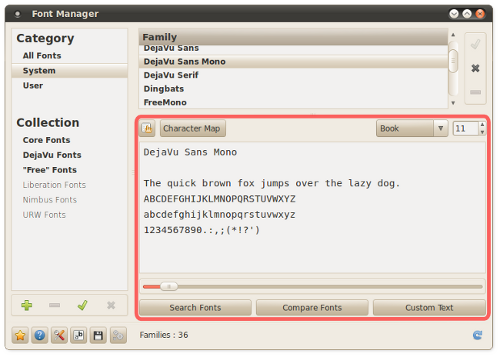 Font Manager
Category
All Fonts
System
User
Collection
Core Fonts
DejaVu Fonts
"Free" Fonts
Liberation Fonts
Nimbus Fonts
URW Fonts
Family
DejaVu Sans
DejaVu Sans Mono
DejaVu Serif
Dingbats
FreeMono
Character Map
Book
11
DejaVu Sans Mono
The quick brown fox jumps over the lazy dog.
ABCDEFGHIJKLMNOPQRSTUVWXYZ
abcdefghijklmnopqrstuvwxyz
1234567890.:,;(*!?')
Search Fonts
Compare Fonts
Custom Text
Families : 36